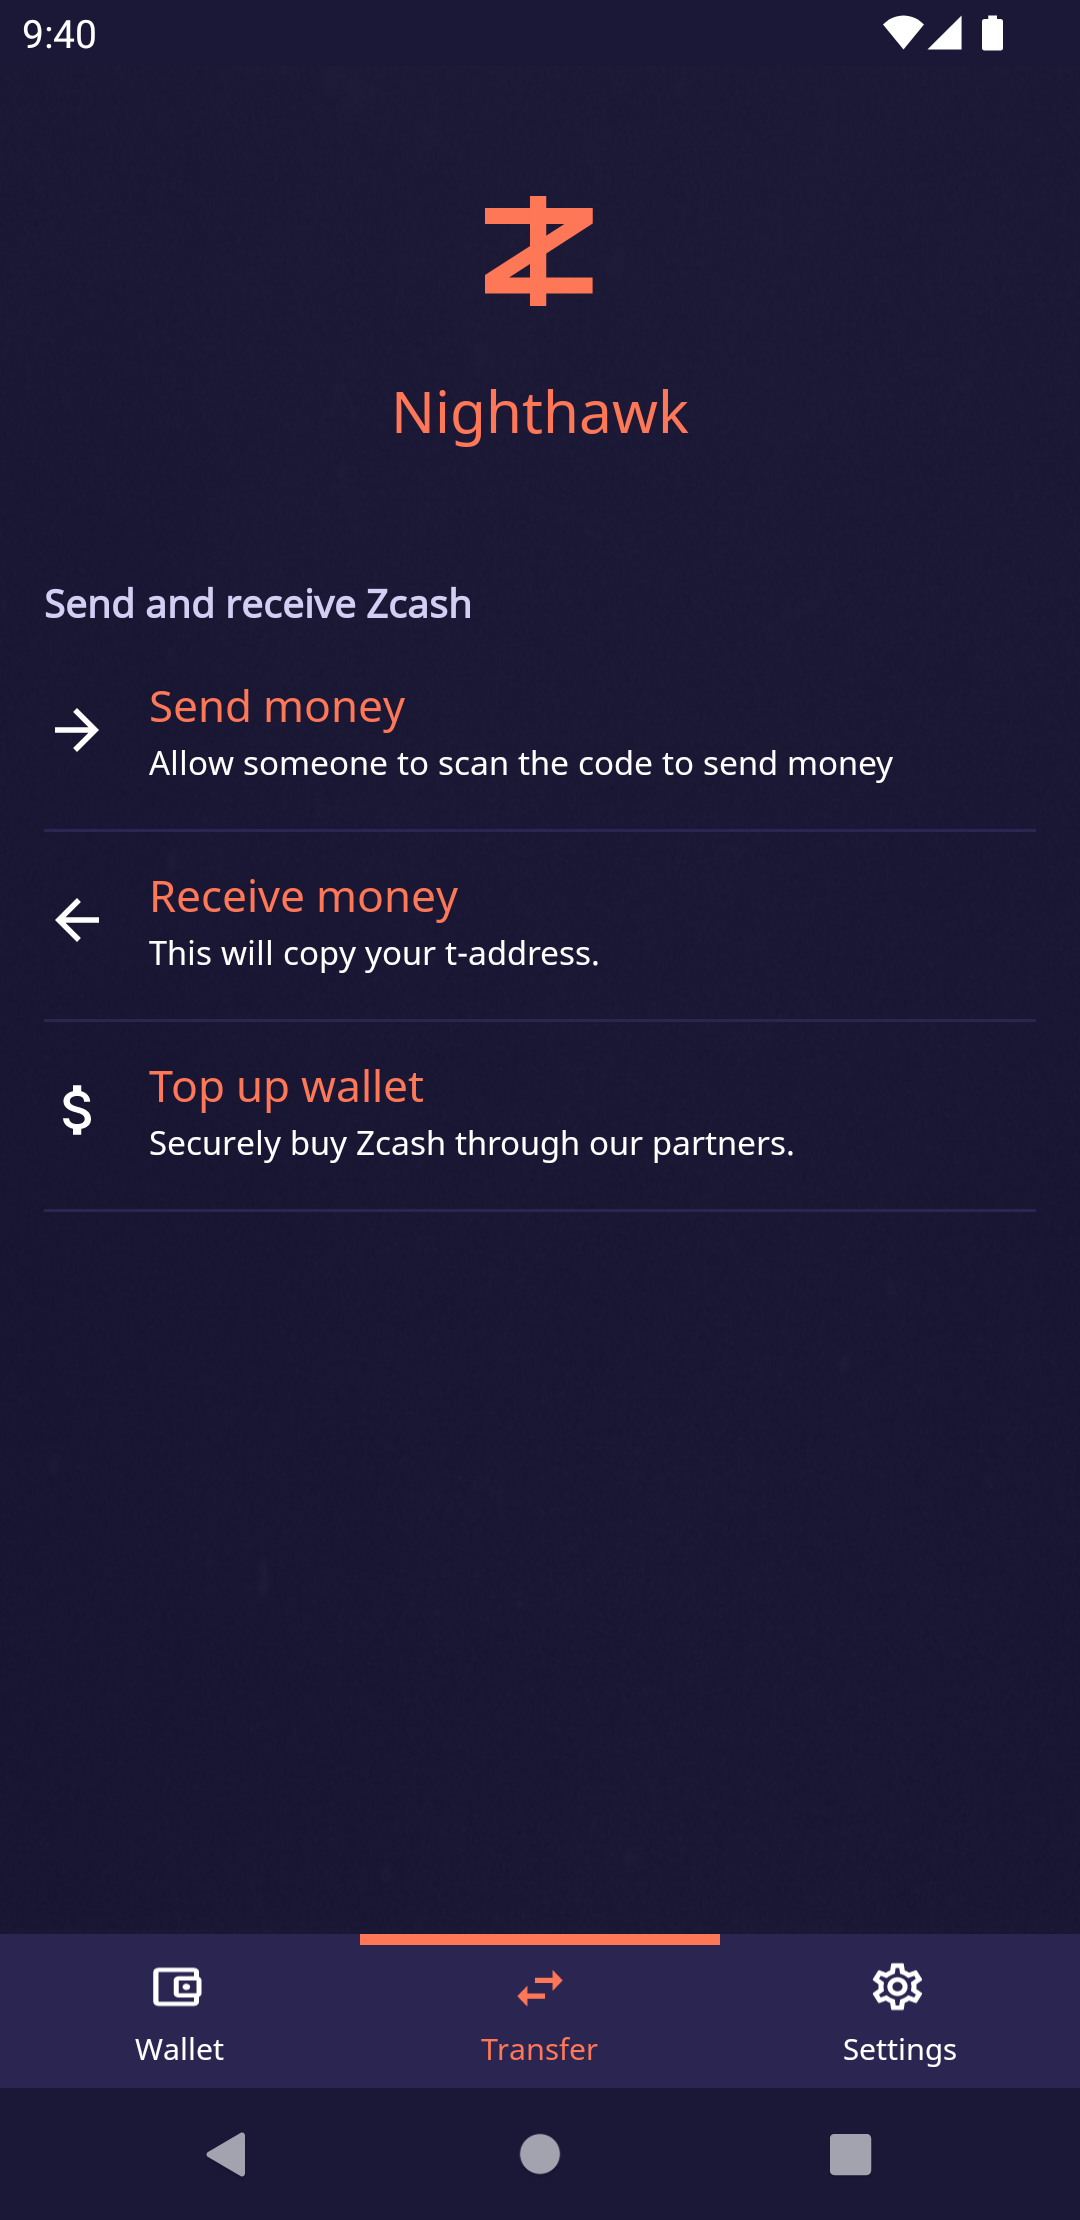 9:40
Nighthawk
Send and receive Zcash
Send money
Allow someone to scan the code to send money
Receive money
This will copy your t-address.
Top up wallet
Securely buy Zcash through our partners.
Wallet
Transfer
Settings